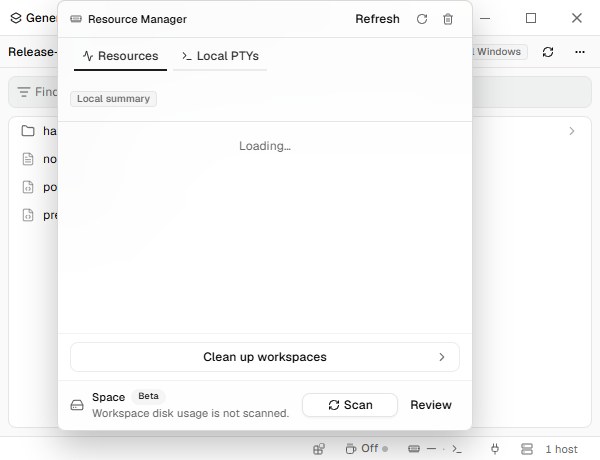 Gener
Resource Manager
Refresh
Release-
Resources
Local PTYs
Windows
Find
Local summary
ha
Loading...
no
po
pre
Clean up workspaces
Space Beta
Workspace disk usage is not scanned.
Scan
Review
Off
1 host